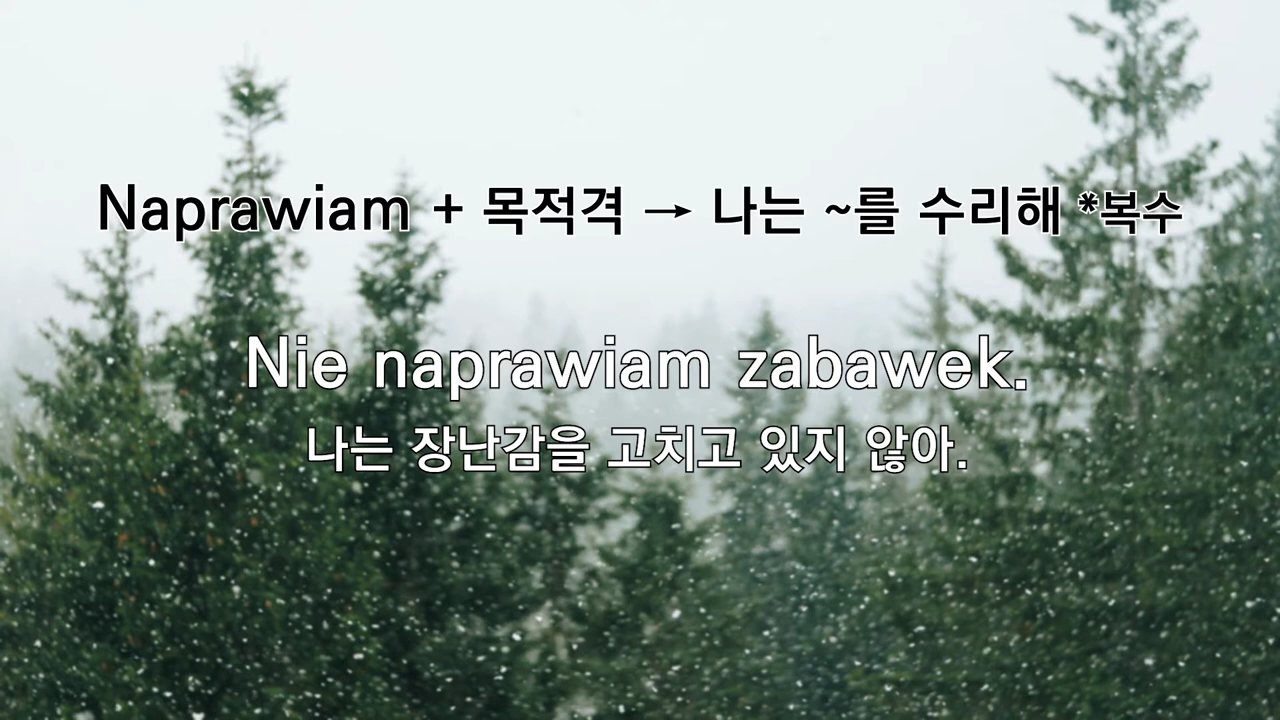 Naprawiam + 목적격 → 나는 ~를 수리해 *복수
Nie naprawiam zabawek.
나는 장난감을 고치고 있지 않아.